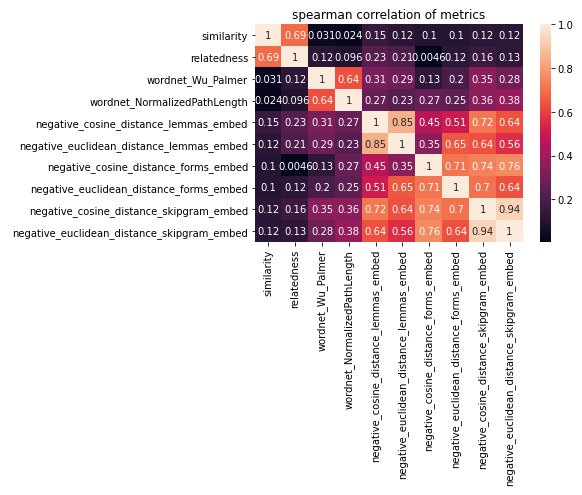 spearman correlation of metrics
similarity 1 0.69 0.031 0.024 0.15 0.12 0.1 0.1 0.12 0.12
relatedness 0.69 1 0.12 0.096 0.23 0.21 0.0046 0.12 0.16 0.13
wordnet_Wu_Palmer -0.031 0.12 1 0.64 0.31 0.29 0.13 0.2 0.35 0.28
wordnet_NormalizedPathLength -0.024 0.096 0.64 1 0.27 0.23 0.27 0.25 0.36 0.38
negative_cosine_distance_lemmas_embed 0.15 0.23 0.31 0.27 1 0.85 0.45 0.51 0.72 0.64
negative_euclidean_distance_lemmas_embed 0.12 0.21 0.29 0.23 0.85 1 0.35 0.65 0.64 0.56
negative_cosine_distance_forms_embed 0.1 0.0046 0.13 0.27 0.45 0.35 1 0.71 0.74 0.76
negative_euclidean_distance_forms_embed 0.1 0.12 0.2 0.25 0.51 0.65 0.71 1 0.7 0.64
negative_cosine_distance_skipgram_embed 0.12 0.16 0.35 0.36 0.72 0.64 0.74 0.7 1 0.94
negative_euclidean_distance_skipgram_embed 0.12 0.13 0.28 0.38 0.64 0.56 0.76 0.64 0.94 1
similarity
relatedness
wordnet_Wu_Palmer
wordnet_NormalizedPathLength
negative_cosine_distance_lemmas_embed
negative_euclidean_distance_lemmas_embed
negative_cosine_distance_forms_embed
negative_euclidean_distance_forms_embed
negative_cosine_distance_skipgram_embed
negative_euclidean_distance_skipgram_embed
1.0
0.8
0.6
0.4
0.2